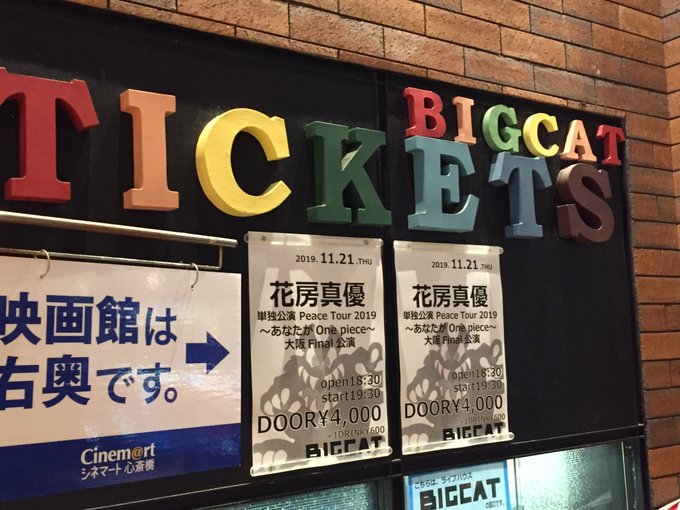 BIGCAT
TICKETS
映画館は
右奥です。
Cinem@rt
シネマート心斎橋
2019. 11.21 .THU
花房真優
単独公演 Peace Tour 2019
～あなたが One piece～
大阪 Final 公演
open18:30
start19:30
DOOR¥4,000
+1DRINK¥600
BIGCAT
2019. 11.21 .THU
花房真優
単独公演 Peace Tour 2019
～あなたが One piece～
大阪 Final 公演
open18:30
start19:30
DOOR¥4,000
+1DRINK¥600
BIGCAT
こちらは、ライブハウス
BIGCAT